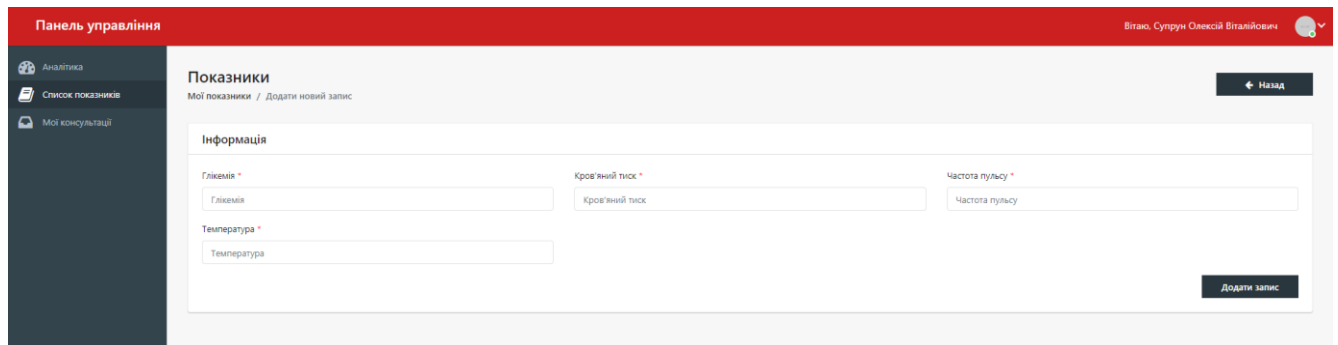 Панель управління
Вітаю, Супрун Олексій Віталійович
Аналітика
Список показників
Мої консультації
Показники
Мої показники / Додати новий запис
Назад
Інформація
Глікемія * Кров'яний тиск * Частота пульсу *
Глікемія Кров'яний тиск Частота пульсу
Температура *
Температура
Додати запис